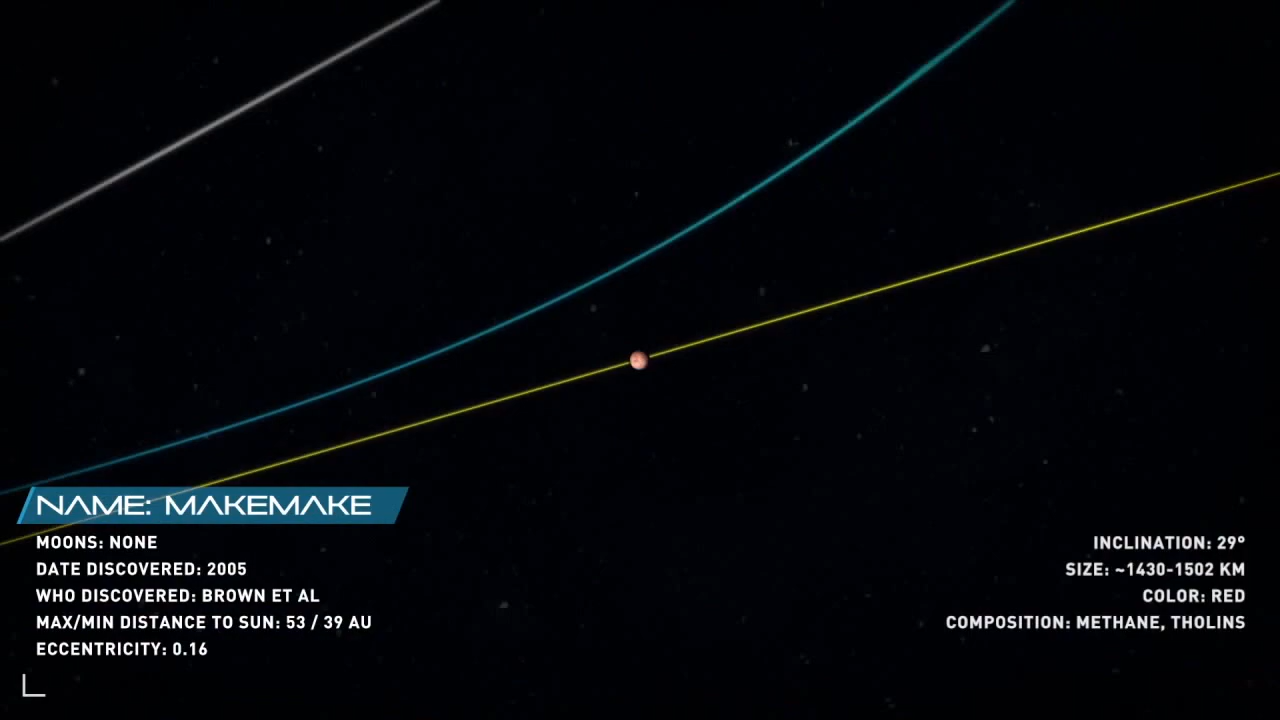 NAME: MAKEMAKE
MOONS: NONE
DATE DISCOVERED: 2005
WHO DISCOVERED: BROWN ET AL
MAX/MIN DISTANCE TO SUN: 53 / 39 AU
ECCENTRICITY: 0.16
INCLINATION: 29°
SIZE: ~1430-1502 KM
COLOR: RED
COMPOSITION: METHANE, THOLINS